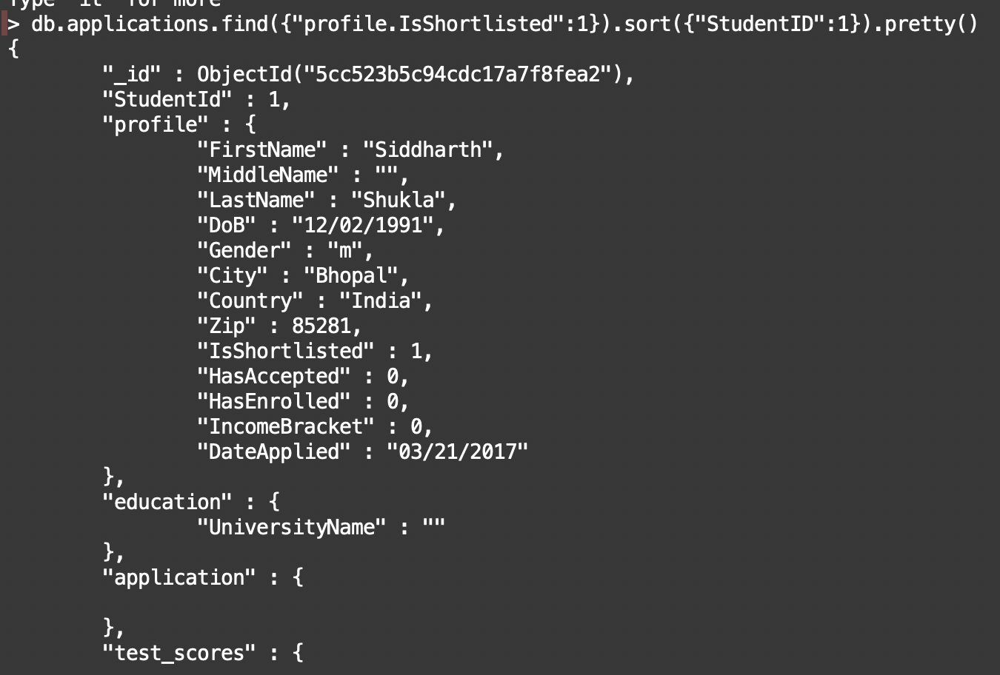 Type "it" for more
> db.applications.find({"profile.IsShortlisted":1}).sort({"StudentID":1}).pretty()
{
"_id" : ObjectId("5cc523b5c94cdc17a7f8fea2"),
"StudentId" : 1,
"profile" : {
"FirstName" : "Siddharth",
"MiddleName" : "",
"LastName" : "Shukla",
"DoB" : "12/02/1991",
"Gender" : "m",
"City" : "Bhopal",
"Country" : "India",
"Zip" : 85281,
"IsShortlisted" : 1,
"HasAccepted" : 0,
"HasEnrolled" : 0,
"IncomeBracket" : 0,
"DateApplied" : "03/21/2017"
},
"education" : {
"UniversityName" : ""
},
"application" : {
},
"test_scores" : {